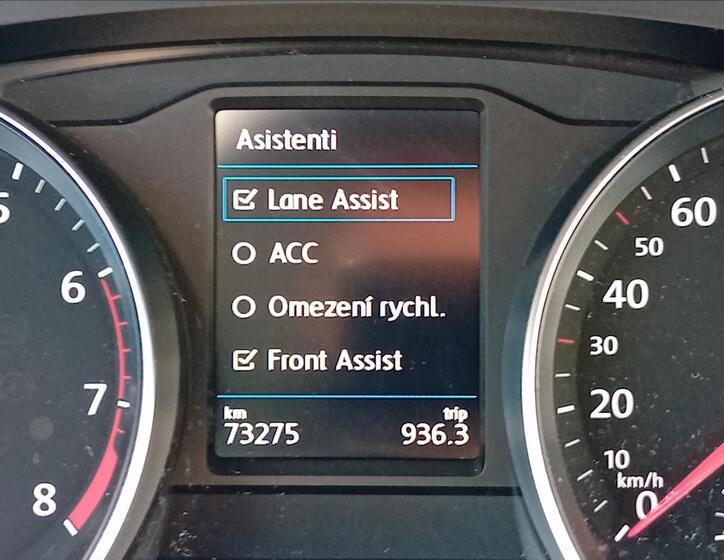 Asistenti
Lane Assist
ACC
Omezení rychl.
Front Assist
km trip
73275 936.3
6
7
8
60
50
40
30
20
10
km/h
0